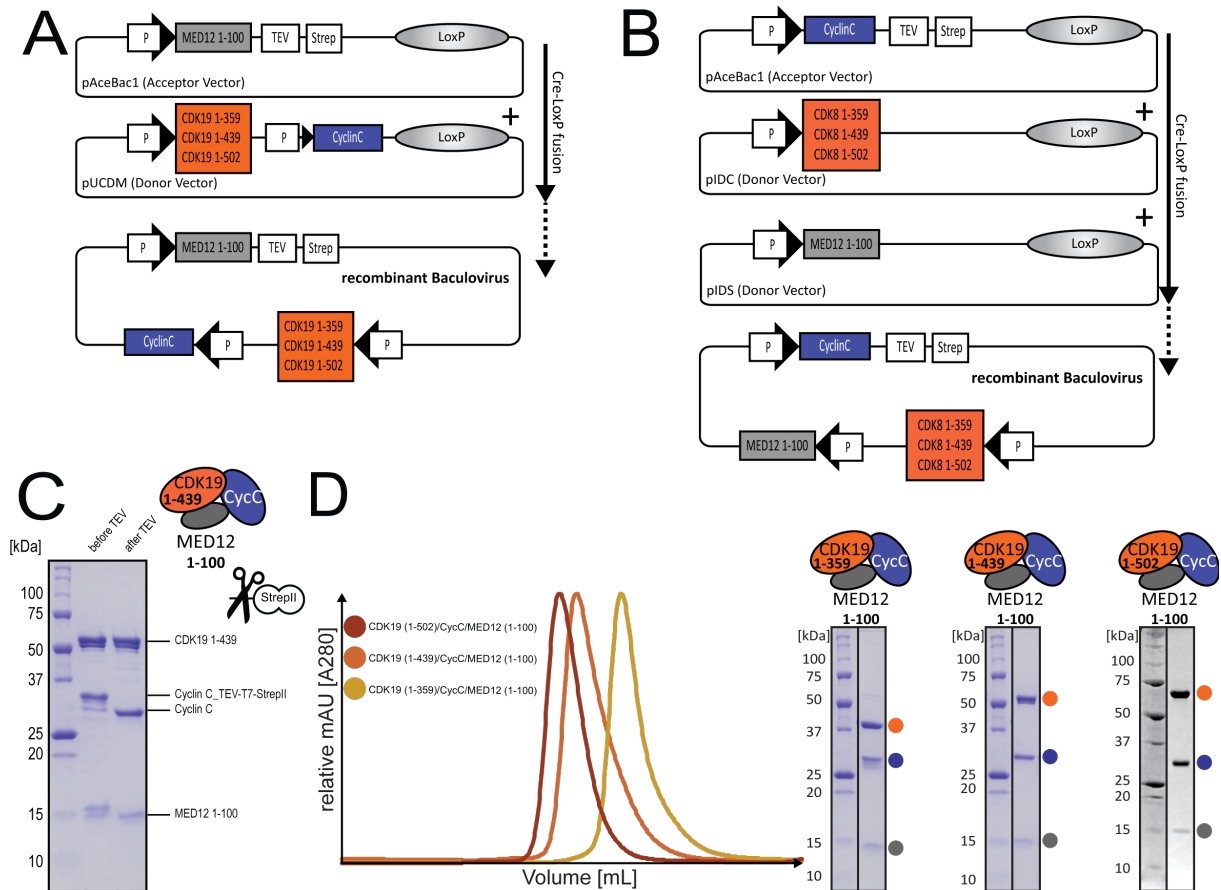 A
P
MED12 1-100
TEV
Strep
LoxP
pAceBac1 (Acceptor Vector)
Cre-LoxP fusion
+
P
CDK19 1-359
CDK19 1-439
CDK19 1-502
P
CyclinC
LoxP
pUCDM (Donor Vector)
P
MED12 1-100
TEV
Strep
recombinant Baculovirus
CyclinC
P
CDK19 1-359
CDK19 1-439
CDK19 1-502
P
B
P
CyclinC
TEV
Strep
LoxP
pAceBac1 (Acceptor Vector)
Cre-LoxP fusion
+
P
CDK8 1-359
CDK8 1-439
CDK8 1-502
LoxP
pIDC (Donor Vector)
+
P
MED12 1-100
LoxP
pIDS (Donor Vector)
P
CyclinC
TEV
Strep
recombinant Baculovirus
MED12 1-100
P
CDK8 1-359
CDK8 1-439
CDK8 1-502
P
C
CDK19
1-439
CycC
MED12
1-100
StrepII
before TEV
after TEV
[kDa]
100
75
50
37
25
20
15
10
CDK19 1-439
Cyclin C_TEV-T7-StrepII
Cyclin C
MED12 1-100
D
relative mAU [A280]
CDK19 (1-502)/CycC/MED12 (1-100)
CDK19 (1-439)/CycC/MED12 (1-100)
CDK19 (1-359)/CycC/MED12 (1-100)
Volume [mL]
CDK19
1-359
CycC
MED12
1-100
[kDa]
100
75
50
37
25
20
15
10
CDK19
1-439
CycC
MED12
1-100
[kDa]
100
75
50
37
25
20
15
10
CDK19
1-502
CycC
MED12
1-100
[kDa]
100
75
50
37
25
20
15
10